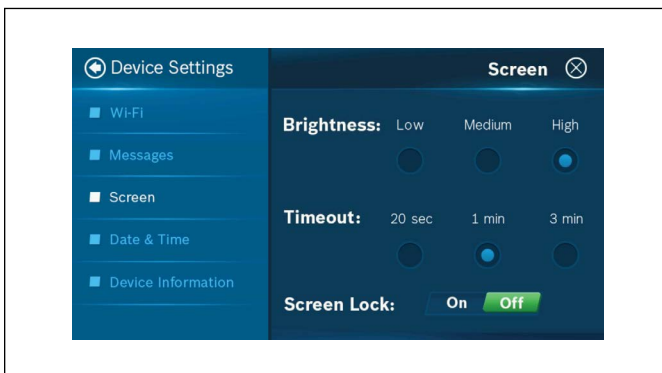 Device Settings
Wi-Fi
Messages
Screen
Date & Time
Device Information
Screen
Brightness: Low Medium High
Timeout: 20 sec 1 min 3 min
Screen Lock: On Off